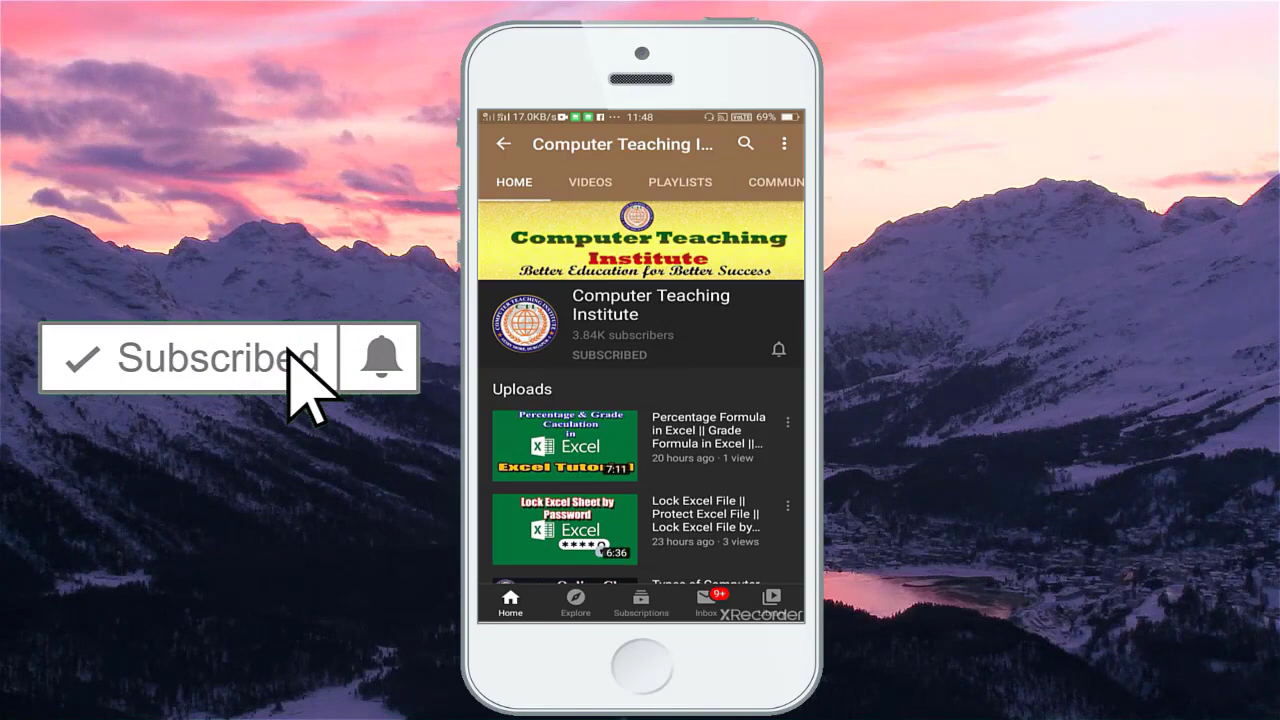 17.0KB/s ... 11:48 VOLTE 69%
Computer Teaching I...
HOME VIDEOS PLAYLISTS COMMUN
Computer Teaching
Institute
Better Education for Better Success
Computer Teaching
Institute
3.84K subscribers
SUBSCRIBED
Subscribed
Uploads
Percentage & Grade
Caculation
in
Excel
Excel Tuto
7:11
Percentage Formula
in Excel || Grade
Formula in Excel ||...
20 hours ago · 1 view
Lock Excel Sheet by
Password
Excel
****
6:36
Lock Excel File ||
Protect Excel File ||
Lock Excel File by...
23 hours ago · 3 views
Types of Computer
Home Explore Subscriptions Inbox 9+
XRecorder